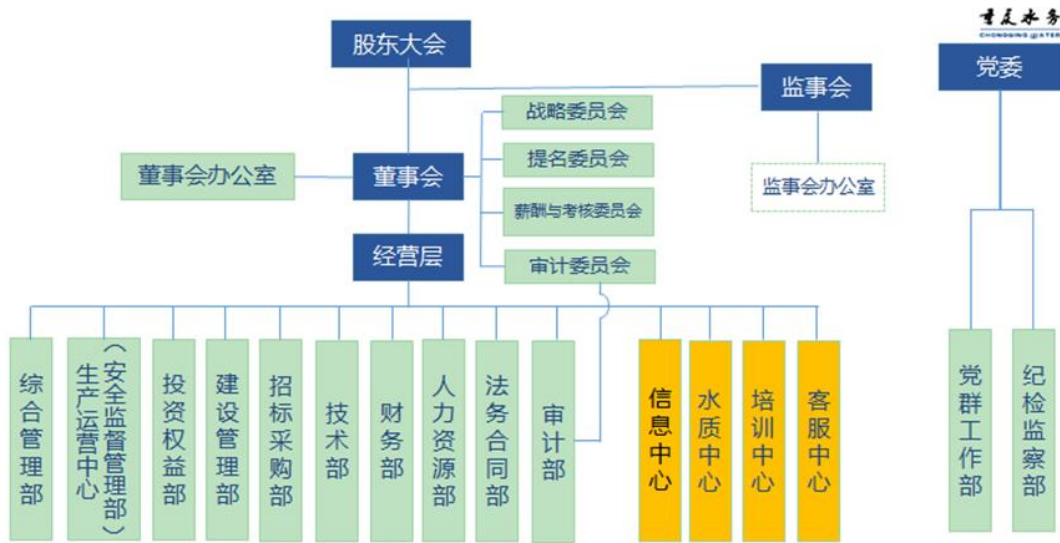 重庆水务
CHONGQING WATER
股东大会
党委
监事会
战略委员会
董事会办公室
董事会
提名委员会
监事会办公室
薪酬与考核委员会
经营层
审计委员会
综合管理部
生产运营中心
（安全监督管理部）
投资权益部
建设管理部
招标采购部
技术部
财务部
人力资源部
法务合同部
审计部
信息中心
水质中心
培训中心
客服中心
党群工作部
纪检监察部